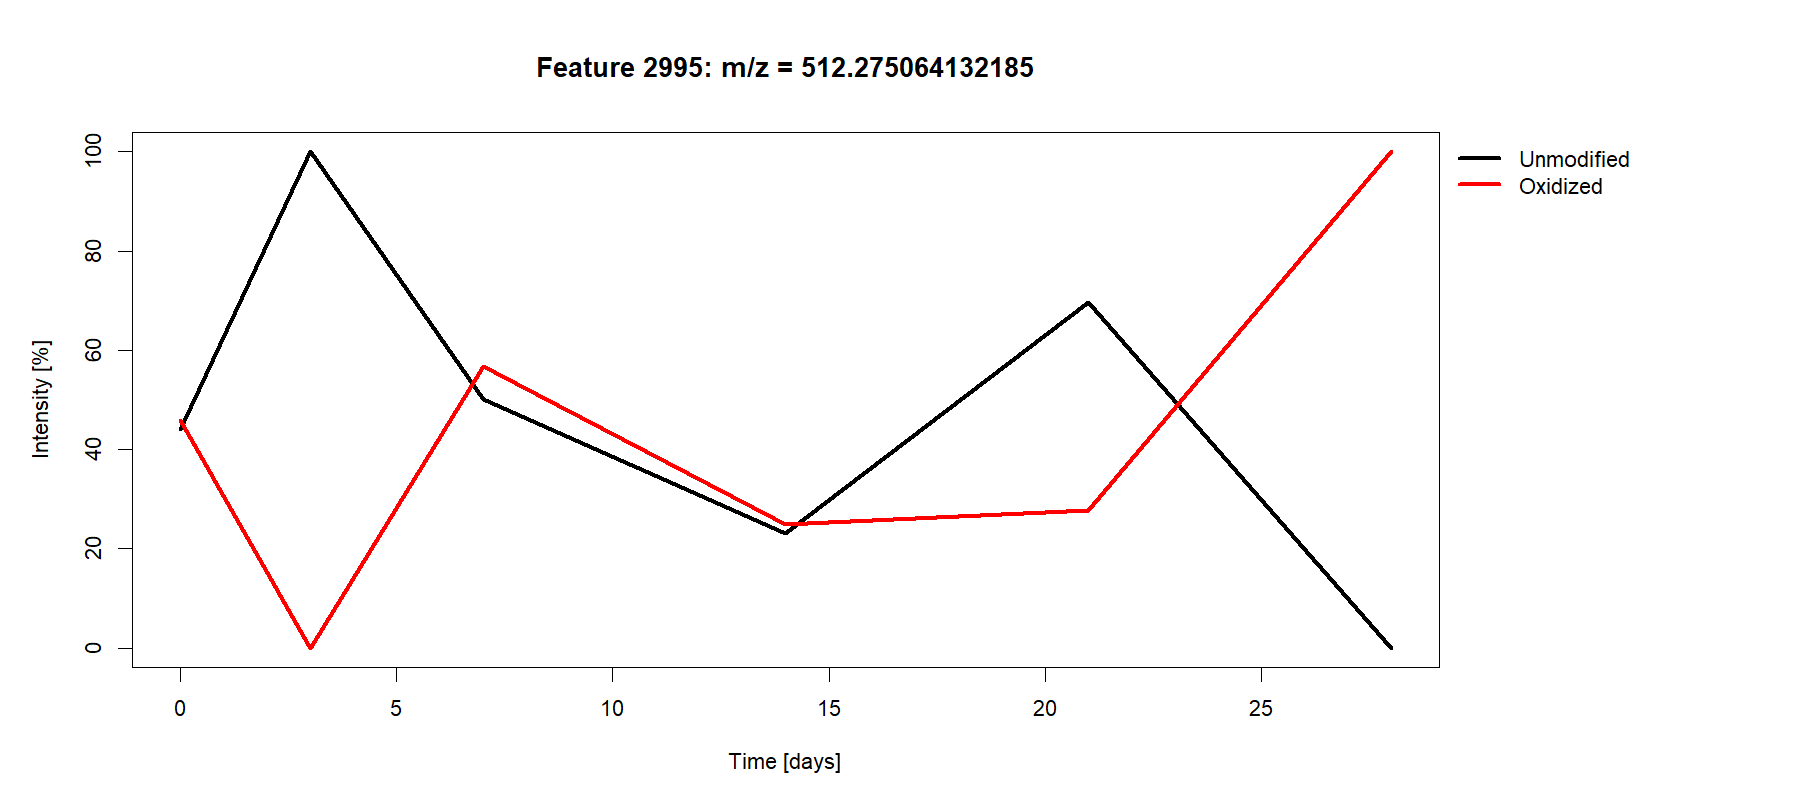 Feature 2995: m/z = 512.275064132185
Unmodified
Oxidized
Intensity [%]
100
80
60
40
20
0
0 5 10 15 20 25
Time [days]